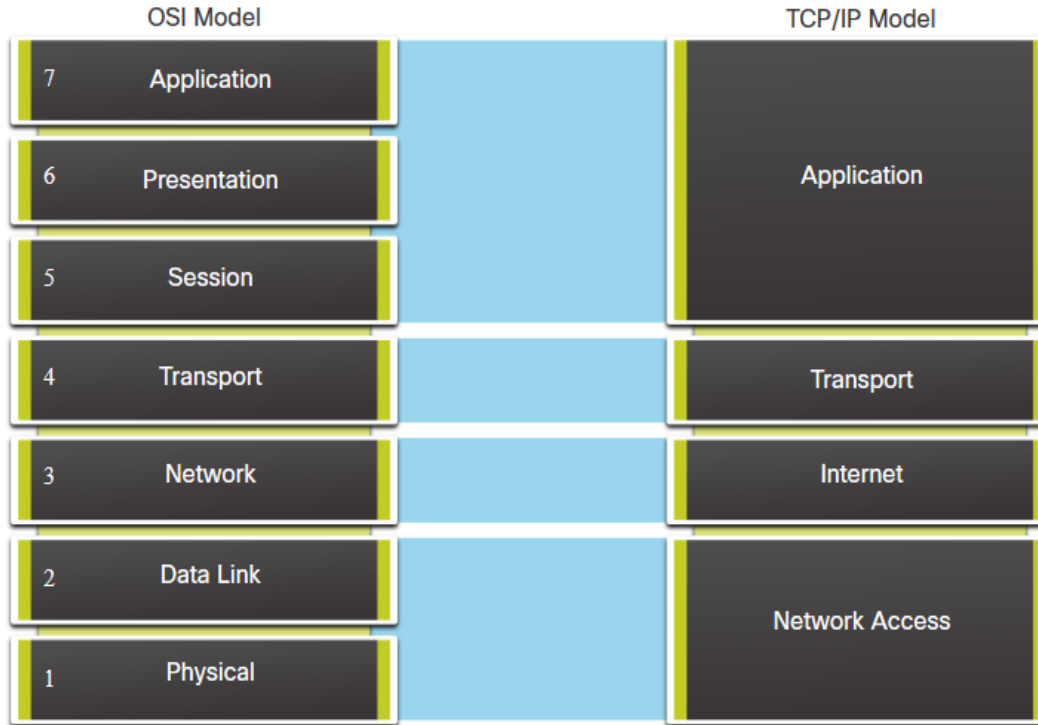 OSI Model
TCP/IP Model
7 Application
6 Presentation
5 Session
4 Transport
3 Network
2 Data Link
1 Physical
Application
Transport
Internet
Network Access